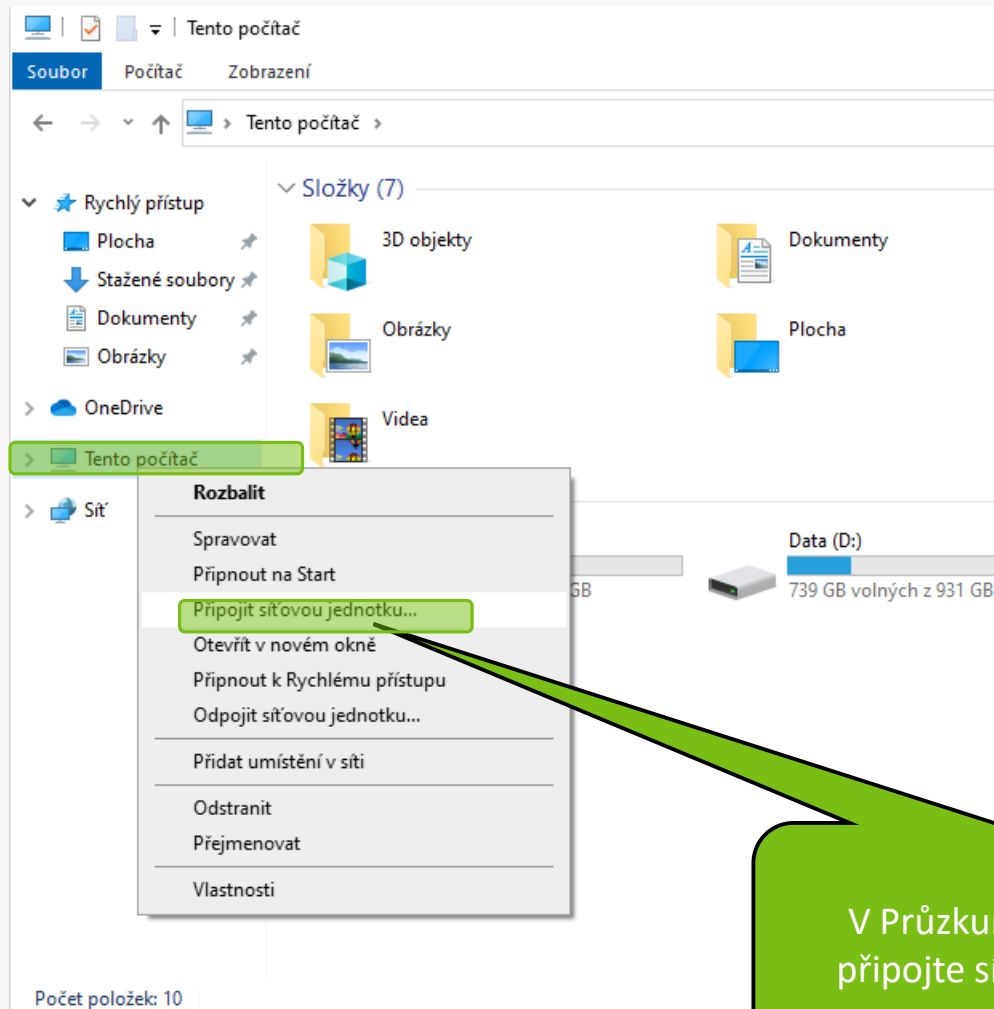 Tento počítač
Soubor Počítač Zobrazení
Tento počítač
Rychlý přístup
Plocha
Stažené soubory
Dokumenty
Obrázky
OneDrive
Tento počítač
Síť
Složky (7)
3D objekty
Dokumenty
Obrázky
Plocha
Videa
Rozbalit
Spravovat
Připnout na Start
Připojit síťovou jednotku...
Otevřít v novém okně
Připnout k Rychlému přístupu
Odpojit síťovou jednotku...
Přidat umístění v síti
Odstranit
Přejmenovat
Vlastnosti
GB
Data (D:)
739 GB volných z 931 GB
V
připojte
Počet položek: 10